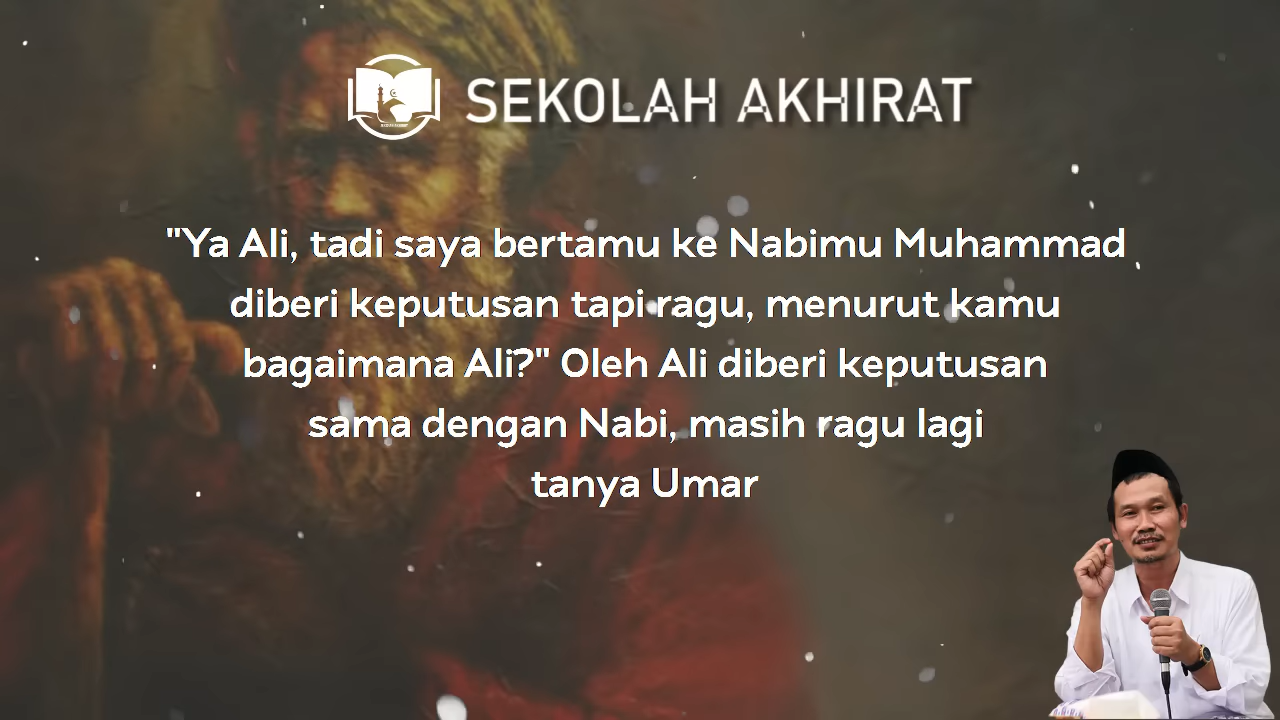 SEKOLAH AKHIRAT
"Ya Ali, tadi saya bertamu ke Nabimu Muhammad
diberi keputusan tapi ragu, menurut kamu
bagaimana Ali?" Oleh Ali diberi keputusan
sama dengan Nabi, masih ragu lagi
tanya Umar